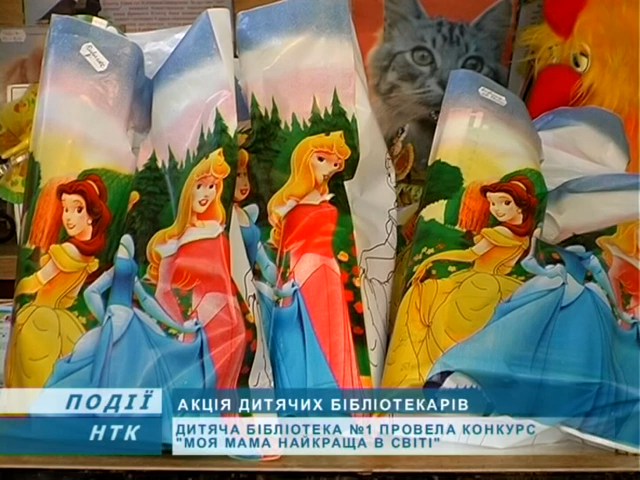 ПОДІЇ
НТК
АКЦІЯ ДИТЯЧИХ БІБЛІОТЕКАРІВ
ДИТЯЧА БІБЛІОТЕКА №1 ПРОВЕЛА КОНКУРС
"МОЯ МАМА НАЙКРАЩА В СВІТІ"